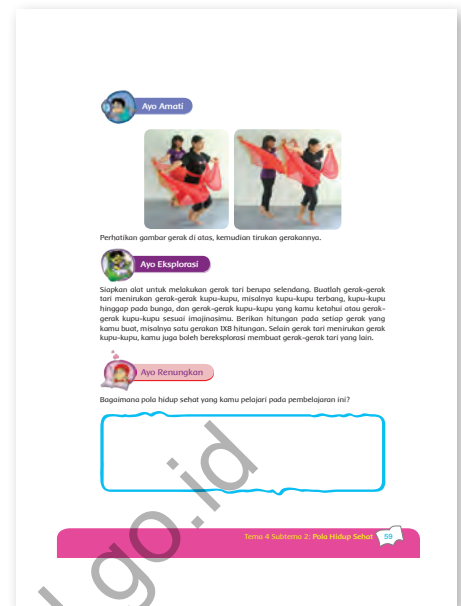 Ayo Amati
Perhatikan gambar gerak di atas, kemudian tirukan gerakannya.
Ayo Eksplorasi
Siapkan alat untuk melakukan gerak tari berupa selendang. Buatlah gerak-gerak
tari menirukan gerak-gerak kupu-kupu, misalnya kupu-kupu terbang, kupu-kupu
hinggap pada bunga, dan gerak-gerak kupu-kupu yang kamu ketahui atau gerak-
gerak kupu-kupu sesuai imajinasimu. Berikan hitungan pada setiap gerak yang
kamu buat, misalnya satu gerakan 1X8 hitungan. Selain gerak tari menirukan gerak
kupu-kupu, kamu juga boleh bereksplorasi membuat gerak-gerak tari yang lain.
Ayo Renungkan
Bagaimana pola hidup sehat yang kamu pelajari pada pembelajaran ini?
Tema 4 Subtema 2: Pola Hidup Sehat
59
go.id